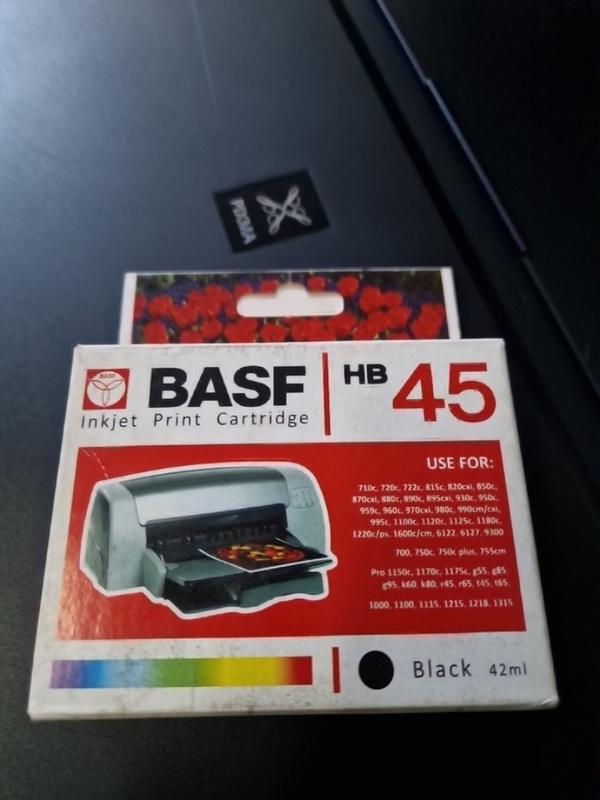 PIXMA
BASF
BASF
Inkjet Print Cartridge
HB 45
USE FOR:
710c, 720c, 722c, 815c, 820cxi, 850c,
870cxi, 880c, 890c, 895cxi, 930c, 950c,
959c, 960c, 970cxi, 980c, 990cm/cxi,
995c, 1100c, 1120c, 1125c, 1180c,
1220c/ps, 1600c/cm, 6122, 6127, 9300
700, 750c, 750c plus, 755cm
Pro 1150c, 1170c, 1175c, g55, g85,
g95, k60, k80, r45, r65, t45, t65,
1000, 1100, 1115, 1215, 1218, 1315
Black 42ml